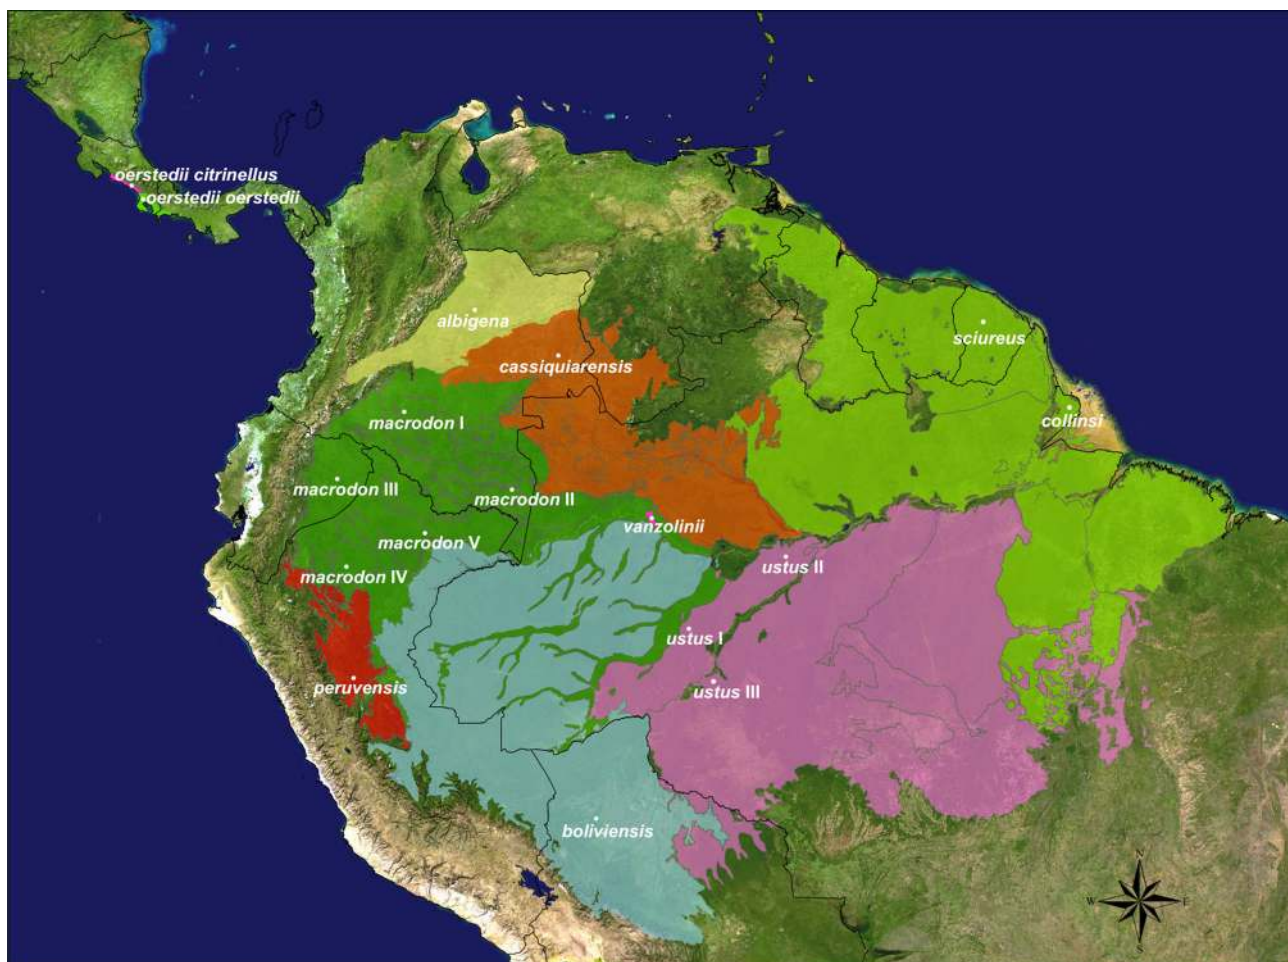 oerstedii citrinellus
oerstedii oerstedii
albigena
sciureus
cassiquiarensis
collinsi
macrodon I
macrodon III
macrodon II
vanzolinii
macrodon V
ustus II
macrodon IV
ustus I
peruvensis
ustus III
boliviensis
N
W
E
S